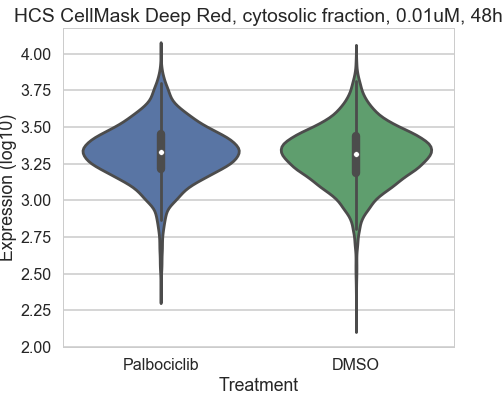 HCS CellMask Deep Red, cytosolic fraction, 0.01uM, 48h
Expression (log10)
4.00
3.75
3.50
3.25
3.00
2.75
2.50
2.25
2.00
Palbociclib
DMSO
Treatment